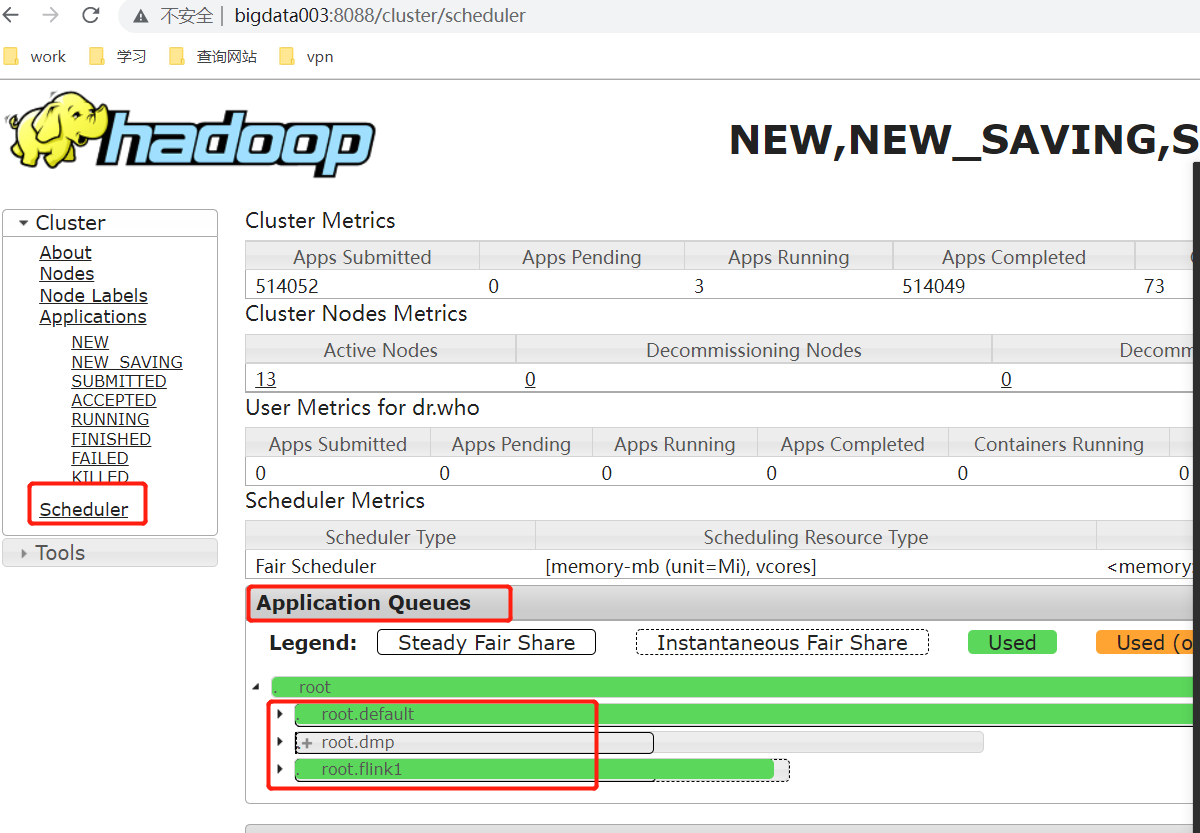 不安全 | bigdata003:8088/cluster/scheduler
work 学习 查询网站 vpn
hadoop
NEW,NEW_SAVING,S
Cluster
About
Nodes
Node Labels
Applications
NEW
NEW_SAVING
SUBMITTED
ACCEPTED
RUNNING
FINISHED
FAILED
KILLED
Scheduler
Tools
Cluster Metrics
Apps Submitted Apps Pending Apps Running Apps Completed
514052 0 3 514049 73
Cluster Nodes Metrics
Active Nodes Decommissioning Nodes Decomm
13 0 0
User Metrics for dr.who
Apps Submitted Apps Pending Apps Running Apps Completed Containers Running
0 0 0 0 0 0
Scheduler Metrics
Scheduler Type Scheduling Resource Type
Fair Scheduler [memory-mb (unit=Mi), vcores] <memory:
Application Queues
Legend: Steady Fair Share Instantaneous Fair Share Used Used (o
root
root.default
+ root.dmp
root.flink1